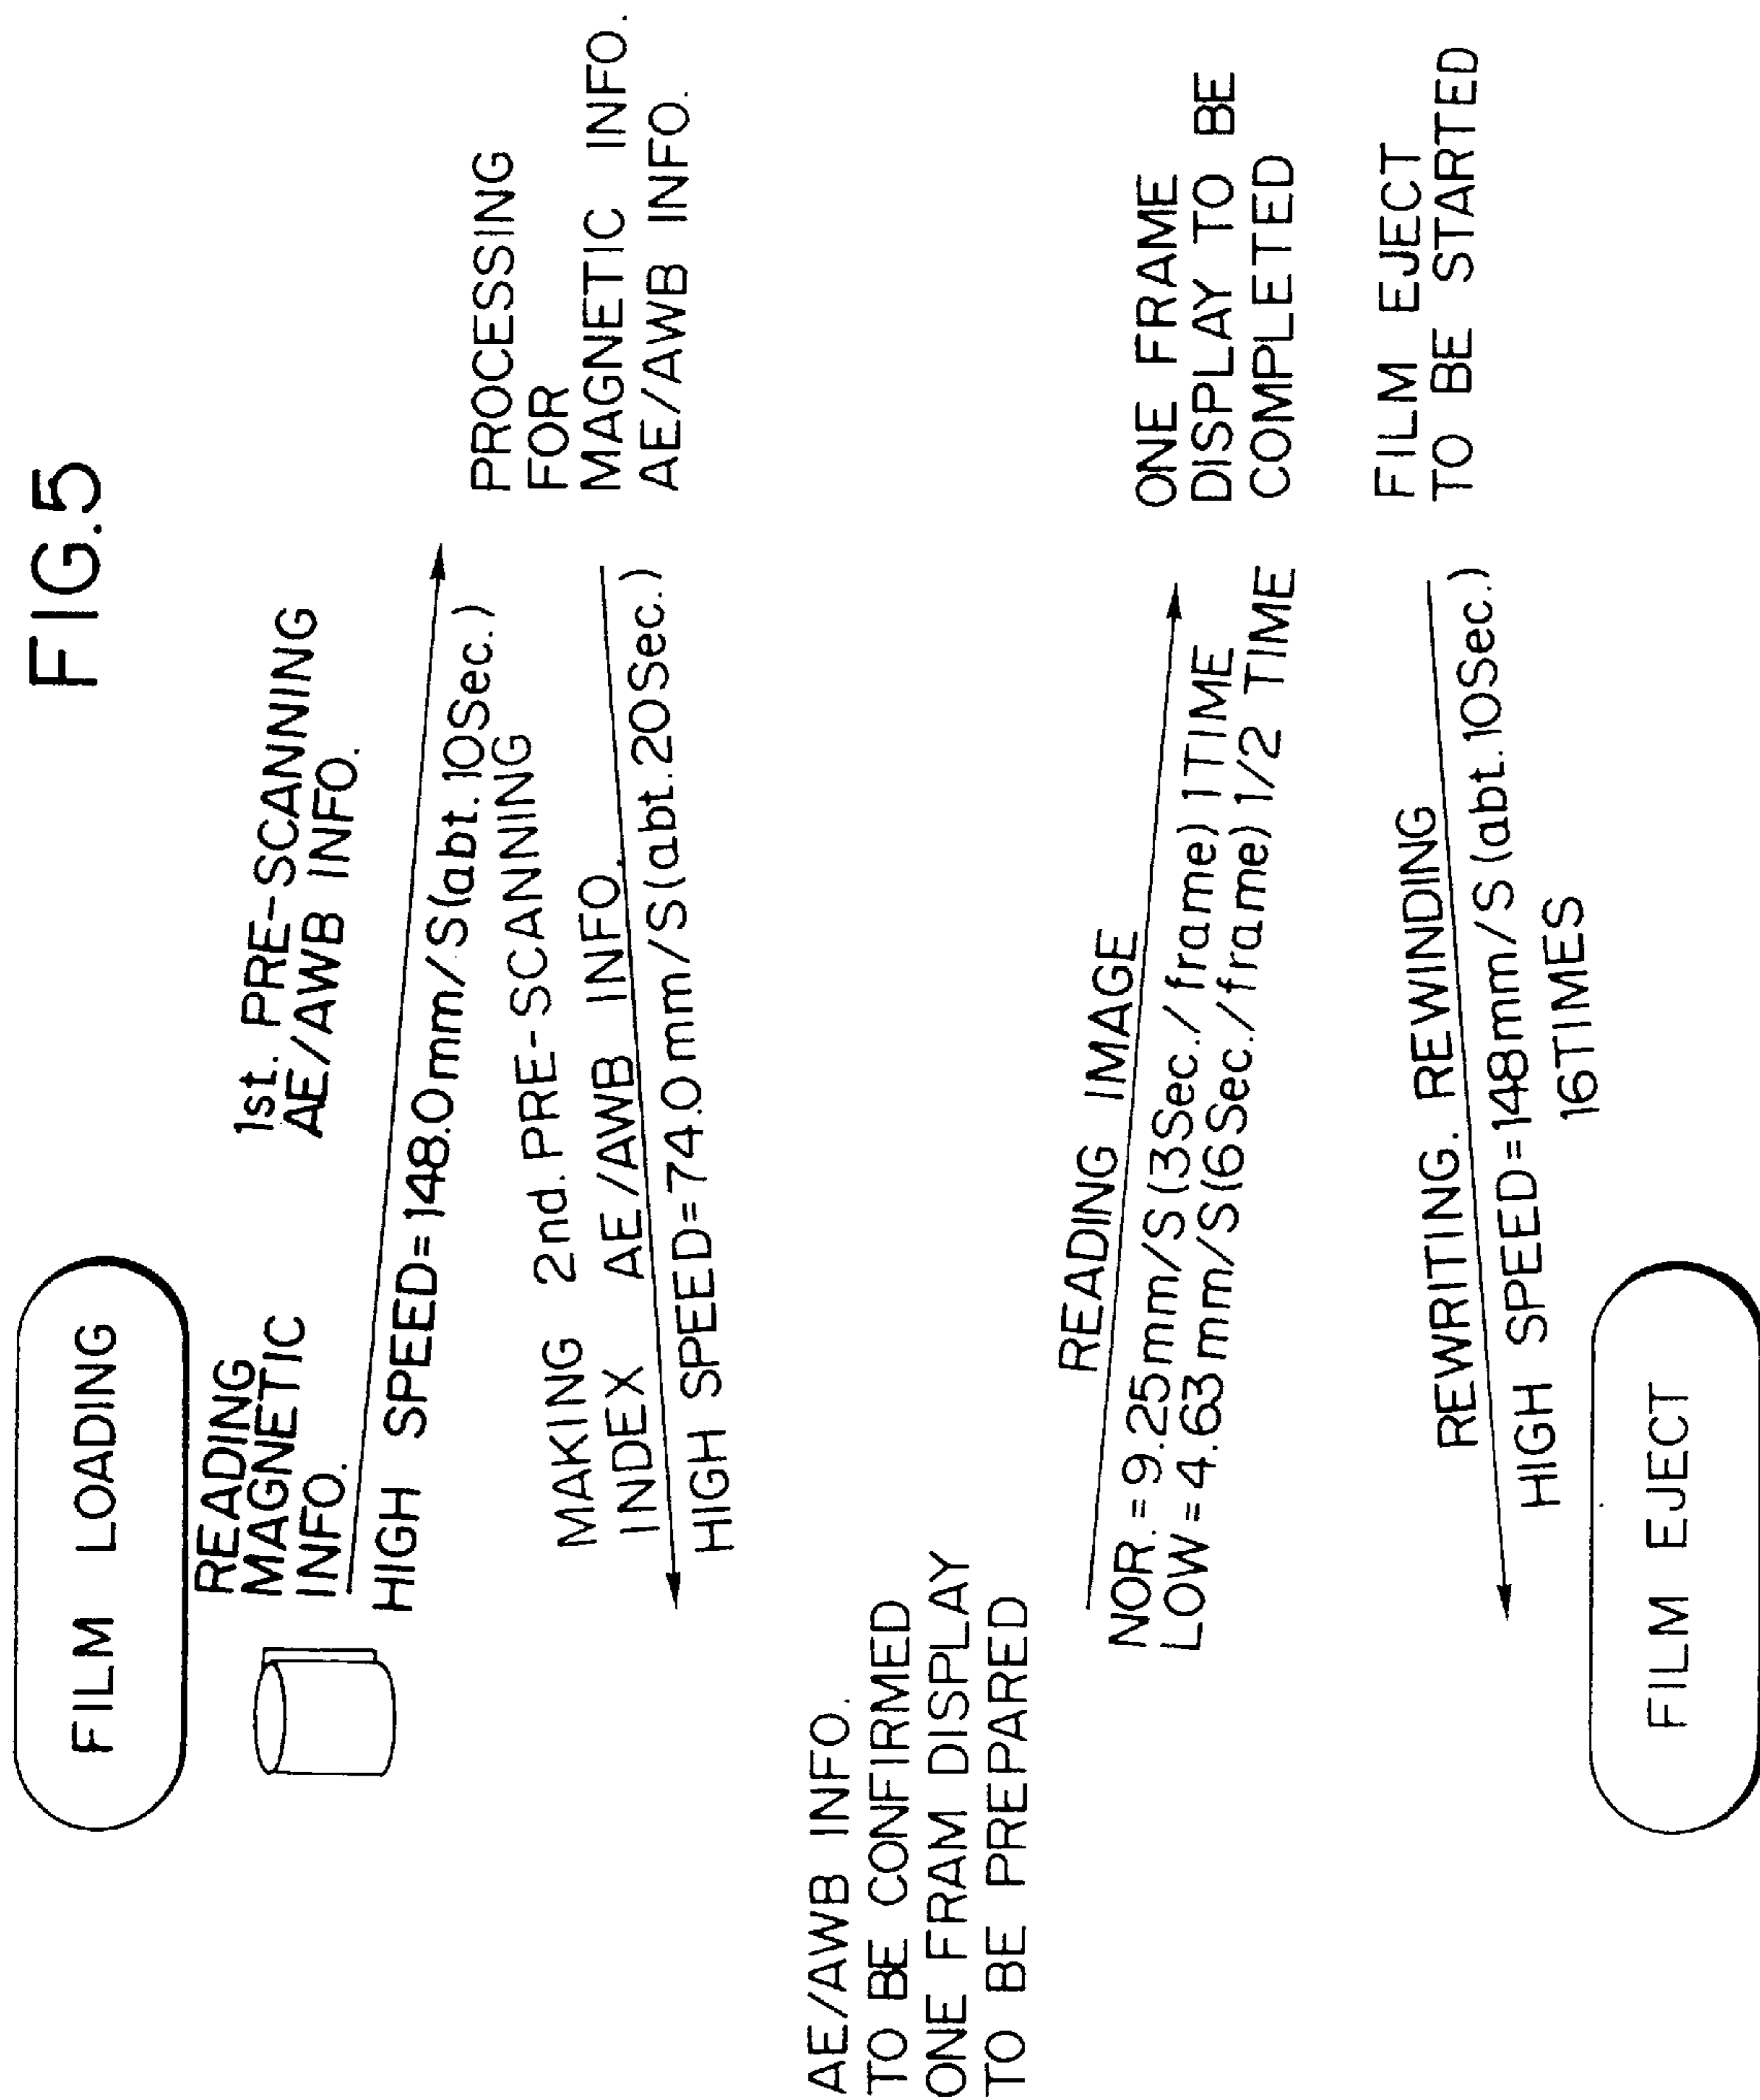 FIG.5
FILM LOADING
READING
MAGNETIC
INFO.
1st. PRE-SCANNING
AE/AWB INFO.
HIGH SPEED=148.0mm/S(abt.10Sec.)
PROCESSING
FOR
MAGNETIC INFO.
AE/AWB INFO.
MAKING 2nd.PRE-SCANNING
INDEX AE/AWB INFO.
HIGH SPEED=74.0mm/S(abt.20Sec.)
AE/AWB INFO.
TO BE CONFIRMED
ONE FRAM DISPLAY
TO BE PREPARED
READING IMAGE
NOR.=9.25mm/S(3Sec./frame) 1TIME
LOW=4.63mm/S(6Sec./frame) 1/2 TIME
ONE FRAME
DISPLAY TO BE
COMPLETED
REWRITING. REWINDING
HIGH SPEED=148mm/S(abt.10Sec.)
16TIMES
FILM EJECT
TO BE STARTED
FILM EJECT